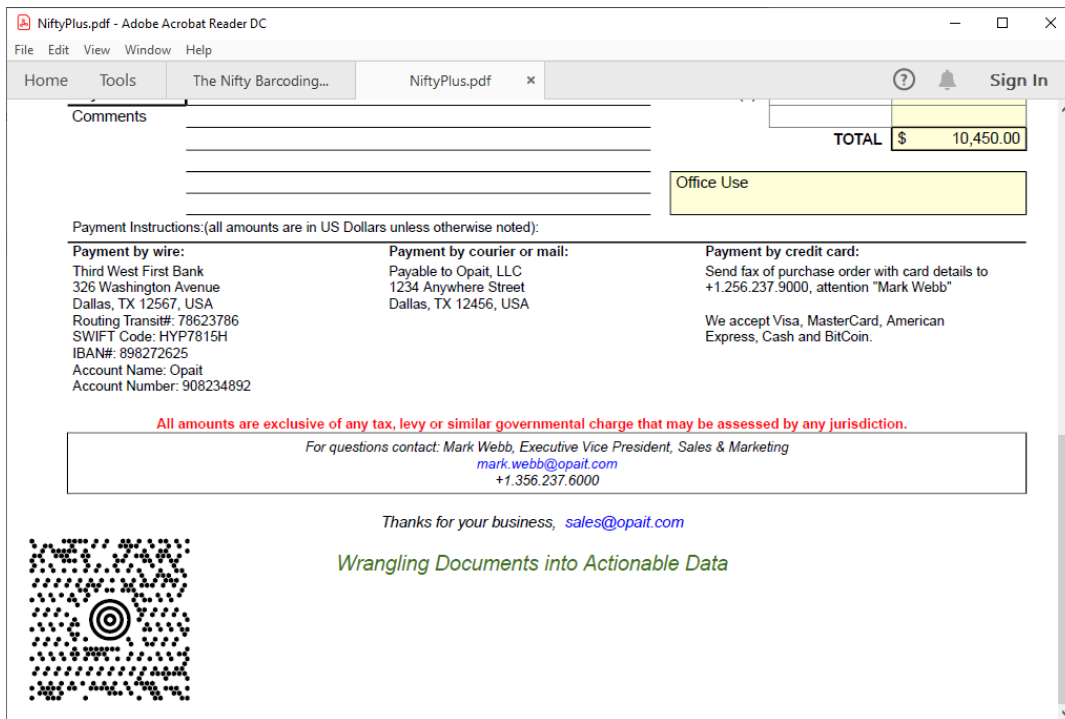 NiftyPlus.pdf - Adobe Acrobat Reader DC
File Edit View Window Help
Home Tools The Nifty Barcoding... NiftyPlus.pdf × ? Sign In
Comments
TOTAL $ 10,450.00
Office Use
Payment Instructions:(all amounts are in US Dollars unless otherwise noted):
Payment by wire:
Third West First Bank
326 Washington Avenue
Dallas, TX 12567, USA
Routing Transit#: 78623786
SWIFT Code: HYP7815H
IBAN#: 898272625
Account Name: Opait
Account Number: 908234892
Payment by courier or mail:
Payable to Opait, LLC
1234 Anywhere Street
Dallas, TX 12456, USA
Payment by credit card:
Send fax of purchase order with card details to
+1.256.237.9000, attention "Mark Webb"
We accept Visa, MasterCard, American
Express, Cash and BitCoin.
All amounts are exclusive of any tax, levy or similar governmental charge that may be assessed by any jurisdiction.
For questions contact: Mark Webb, Executive Vice President, Sales & Marketing
mark.webb@opait.com
+1.356.237.6000
Thanks for your business, sales@opait.com
Wrangling Documents into Actionable Data